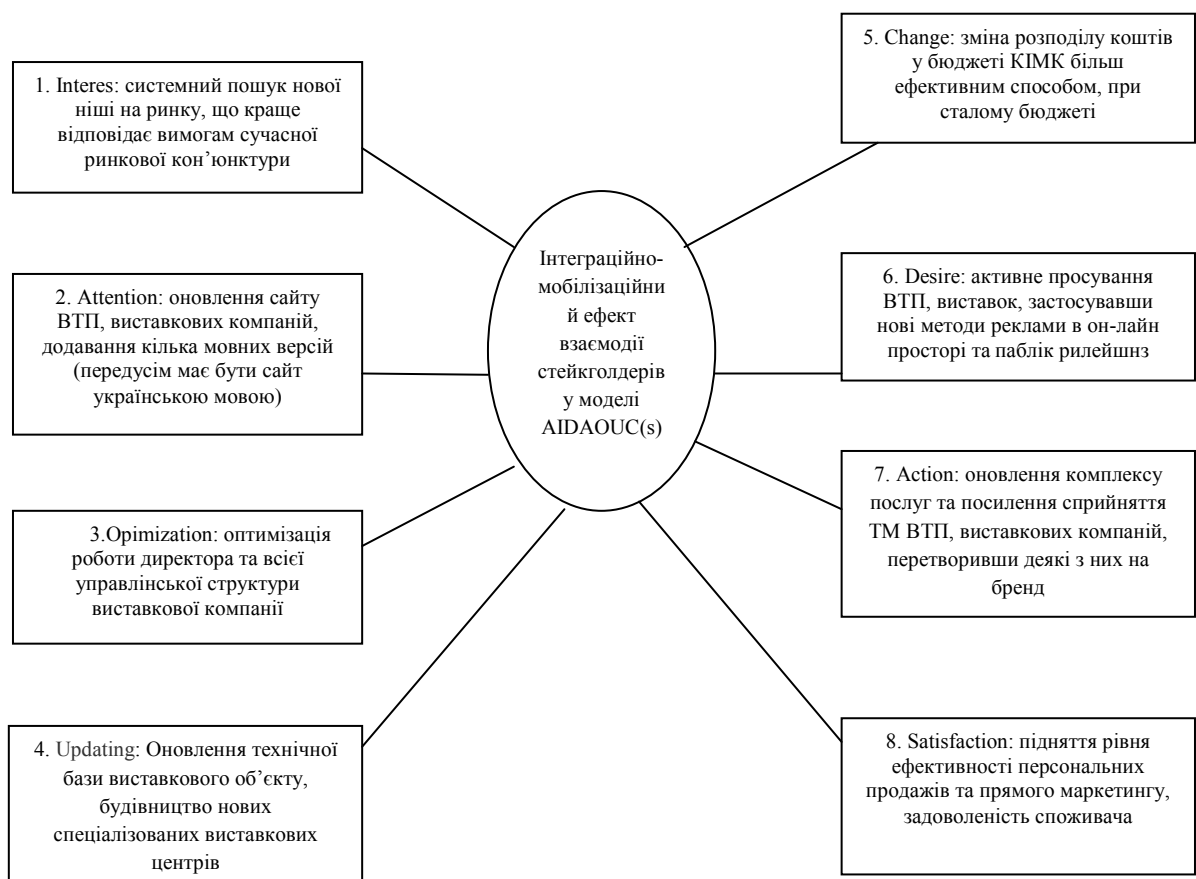 1. Interes: системний пошук нової
ніші на ринку, що краще
відповідає вимогам сучасної
ринкової кон’юнктури
2. Attention: оновлення сайту
ВТП, виставкових компаній,
додавання кілька мовних версій
(передусім має бути сайт
українською мовою)
3.Opimization: оптимізація
роботи директора та всієї
управлінської структури
виставкової компанії
4. Updating: Оновлення технічної
бази виставкового об’єкту,
будівництво нових
спеціалізованих виставкових
центрів
Інтеграційно-
мобілізаційни
й ефект
взаємодії
стейкголдерів
у моделі
AIDAOUC(s)
5. Change: зміна розподілу коштів
у бюджеті КІМК більш
ефективним способом, при
сталому бюджеті
6. Desire: активне просування
ВТП, виставок, застосувавши
нові методи реклами в он-лайн
просторі та паблік рилейшнз
7. Action: оновлення комплексу
послуг та посилення сприйняття
ТМ ВТП, виставкових компаній,
перетворивши деякі з них на
бренд
8. Satisfaction: підняття рівня
ефективності персональних
продажів та прямого маркетингу,
задоволеність споживача